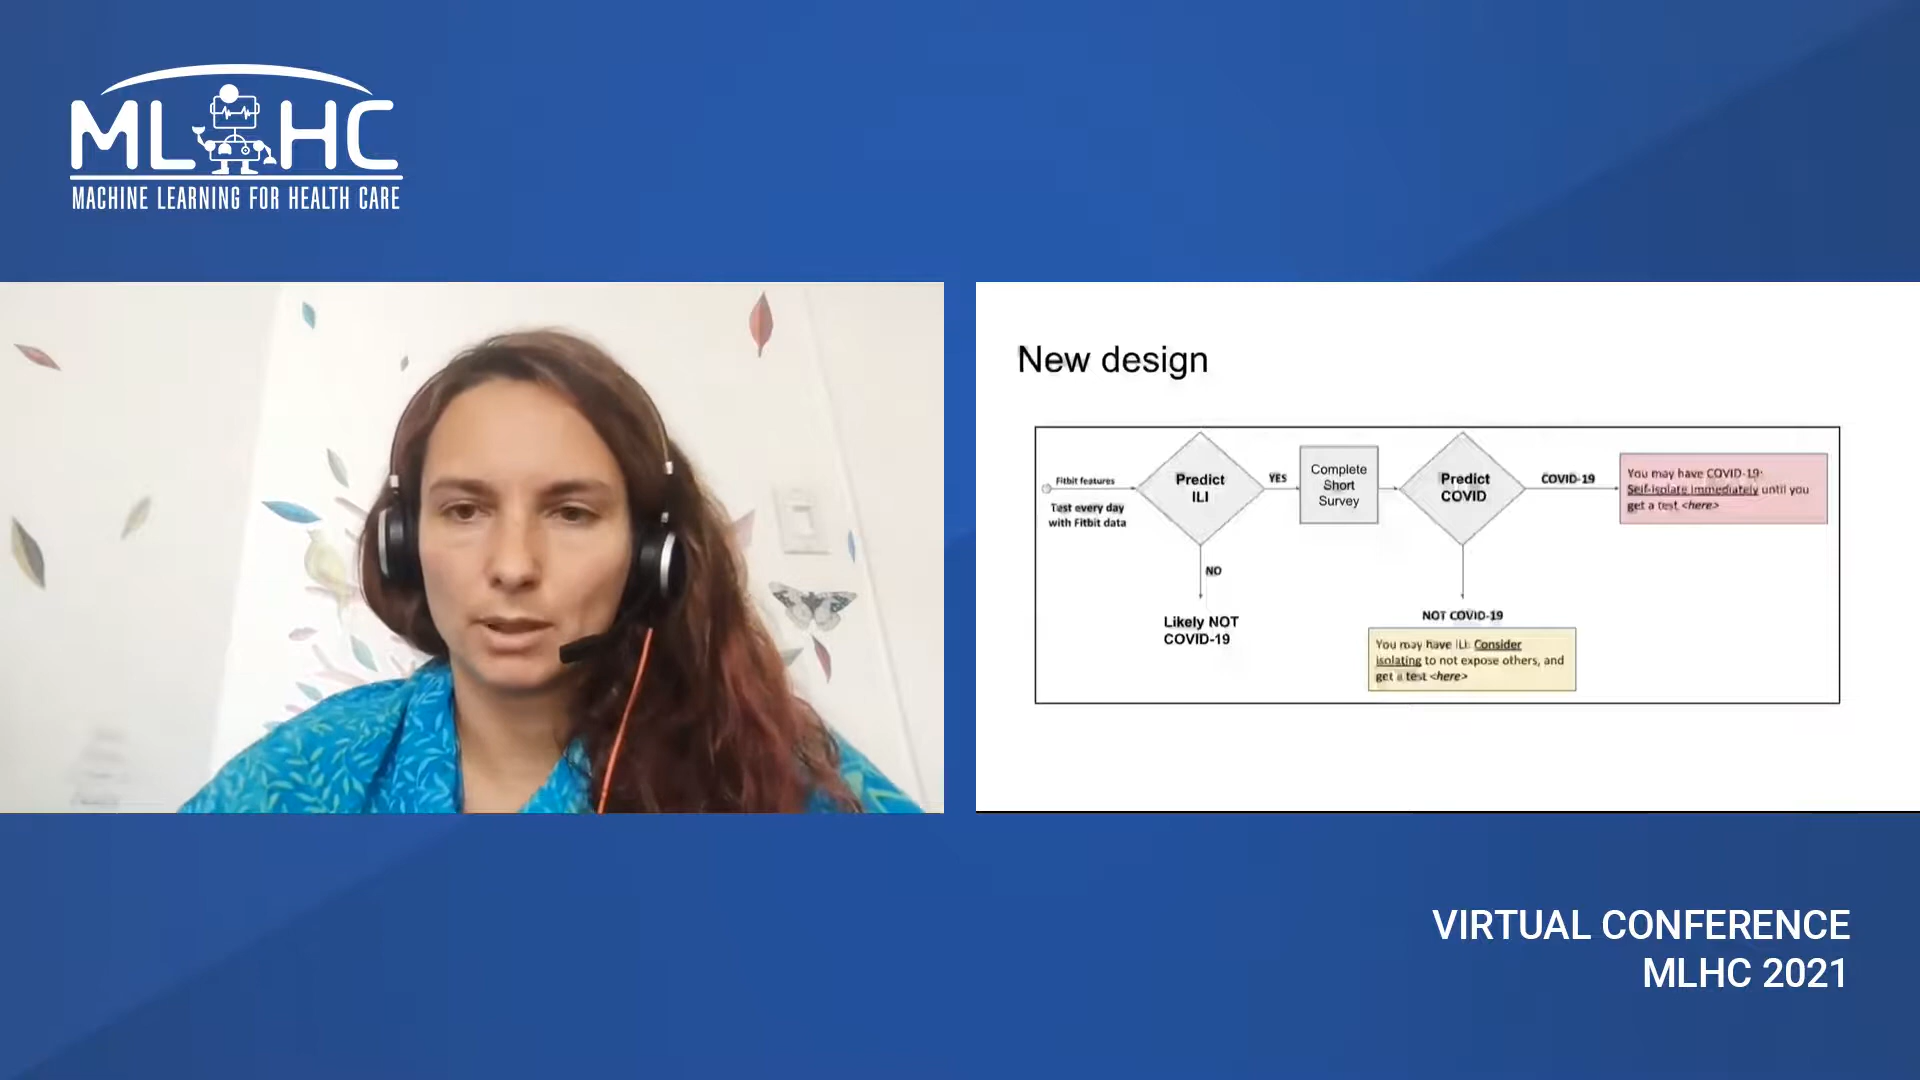 ML HC
MACHINE LEARNING FOR HEALTH CARE
New design
Fitbit features
Test every day
with Fitbit data
Predict
ILI
YES
Complete
Short
Survey
Predict
COVID
COVID-19
You may have COVID-19:
Self-isolate immediately until you
get a test <here>
NO
Likely NOT
COVID-19
NOT COVID-19
You may have ILI: Consider
isolating to not expose others, and
get a test <here>
VIRTUAL CONFERENCE
MLHC 2021